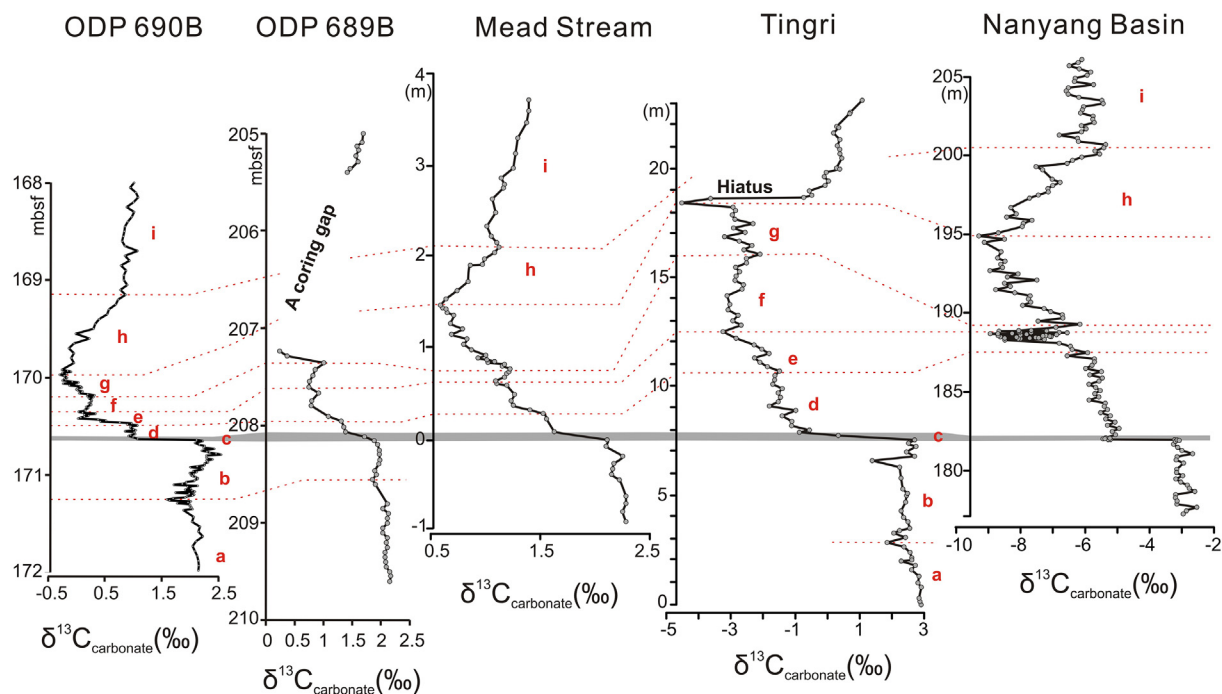 ODP 690B
ODP 689B
Mead Stream
Tingri
Nanyang Basin
168
169
170
171
172
mbsf
-0.5
0.5
1.5
2.5
δ¹³Ccarbonate(‰)
i
h
g
f
e
d
c
b
a
205
206
207
208
209
210
mbsf
A coring gap
0
0.5
1
1.5
2
2.5
δ¹³Ccarbonate(‰)
4
(m)
3
2
1
0
-1
0.5
1.5
2.5
δ¹³Ccarbonate(‰)
i
h
(m)
20
15
10
5
0
-5
-3
-1
1
3
δ¹³Ccarbonate(‰)
Hiatus
g
f
e
d
c
b
a
205
(m)
200
195
190
185
180
-10
-8
-6
-4
-2
δ¹³Ccarbonate(‰)
i
h